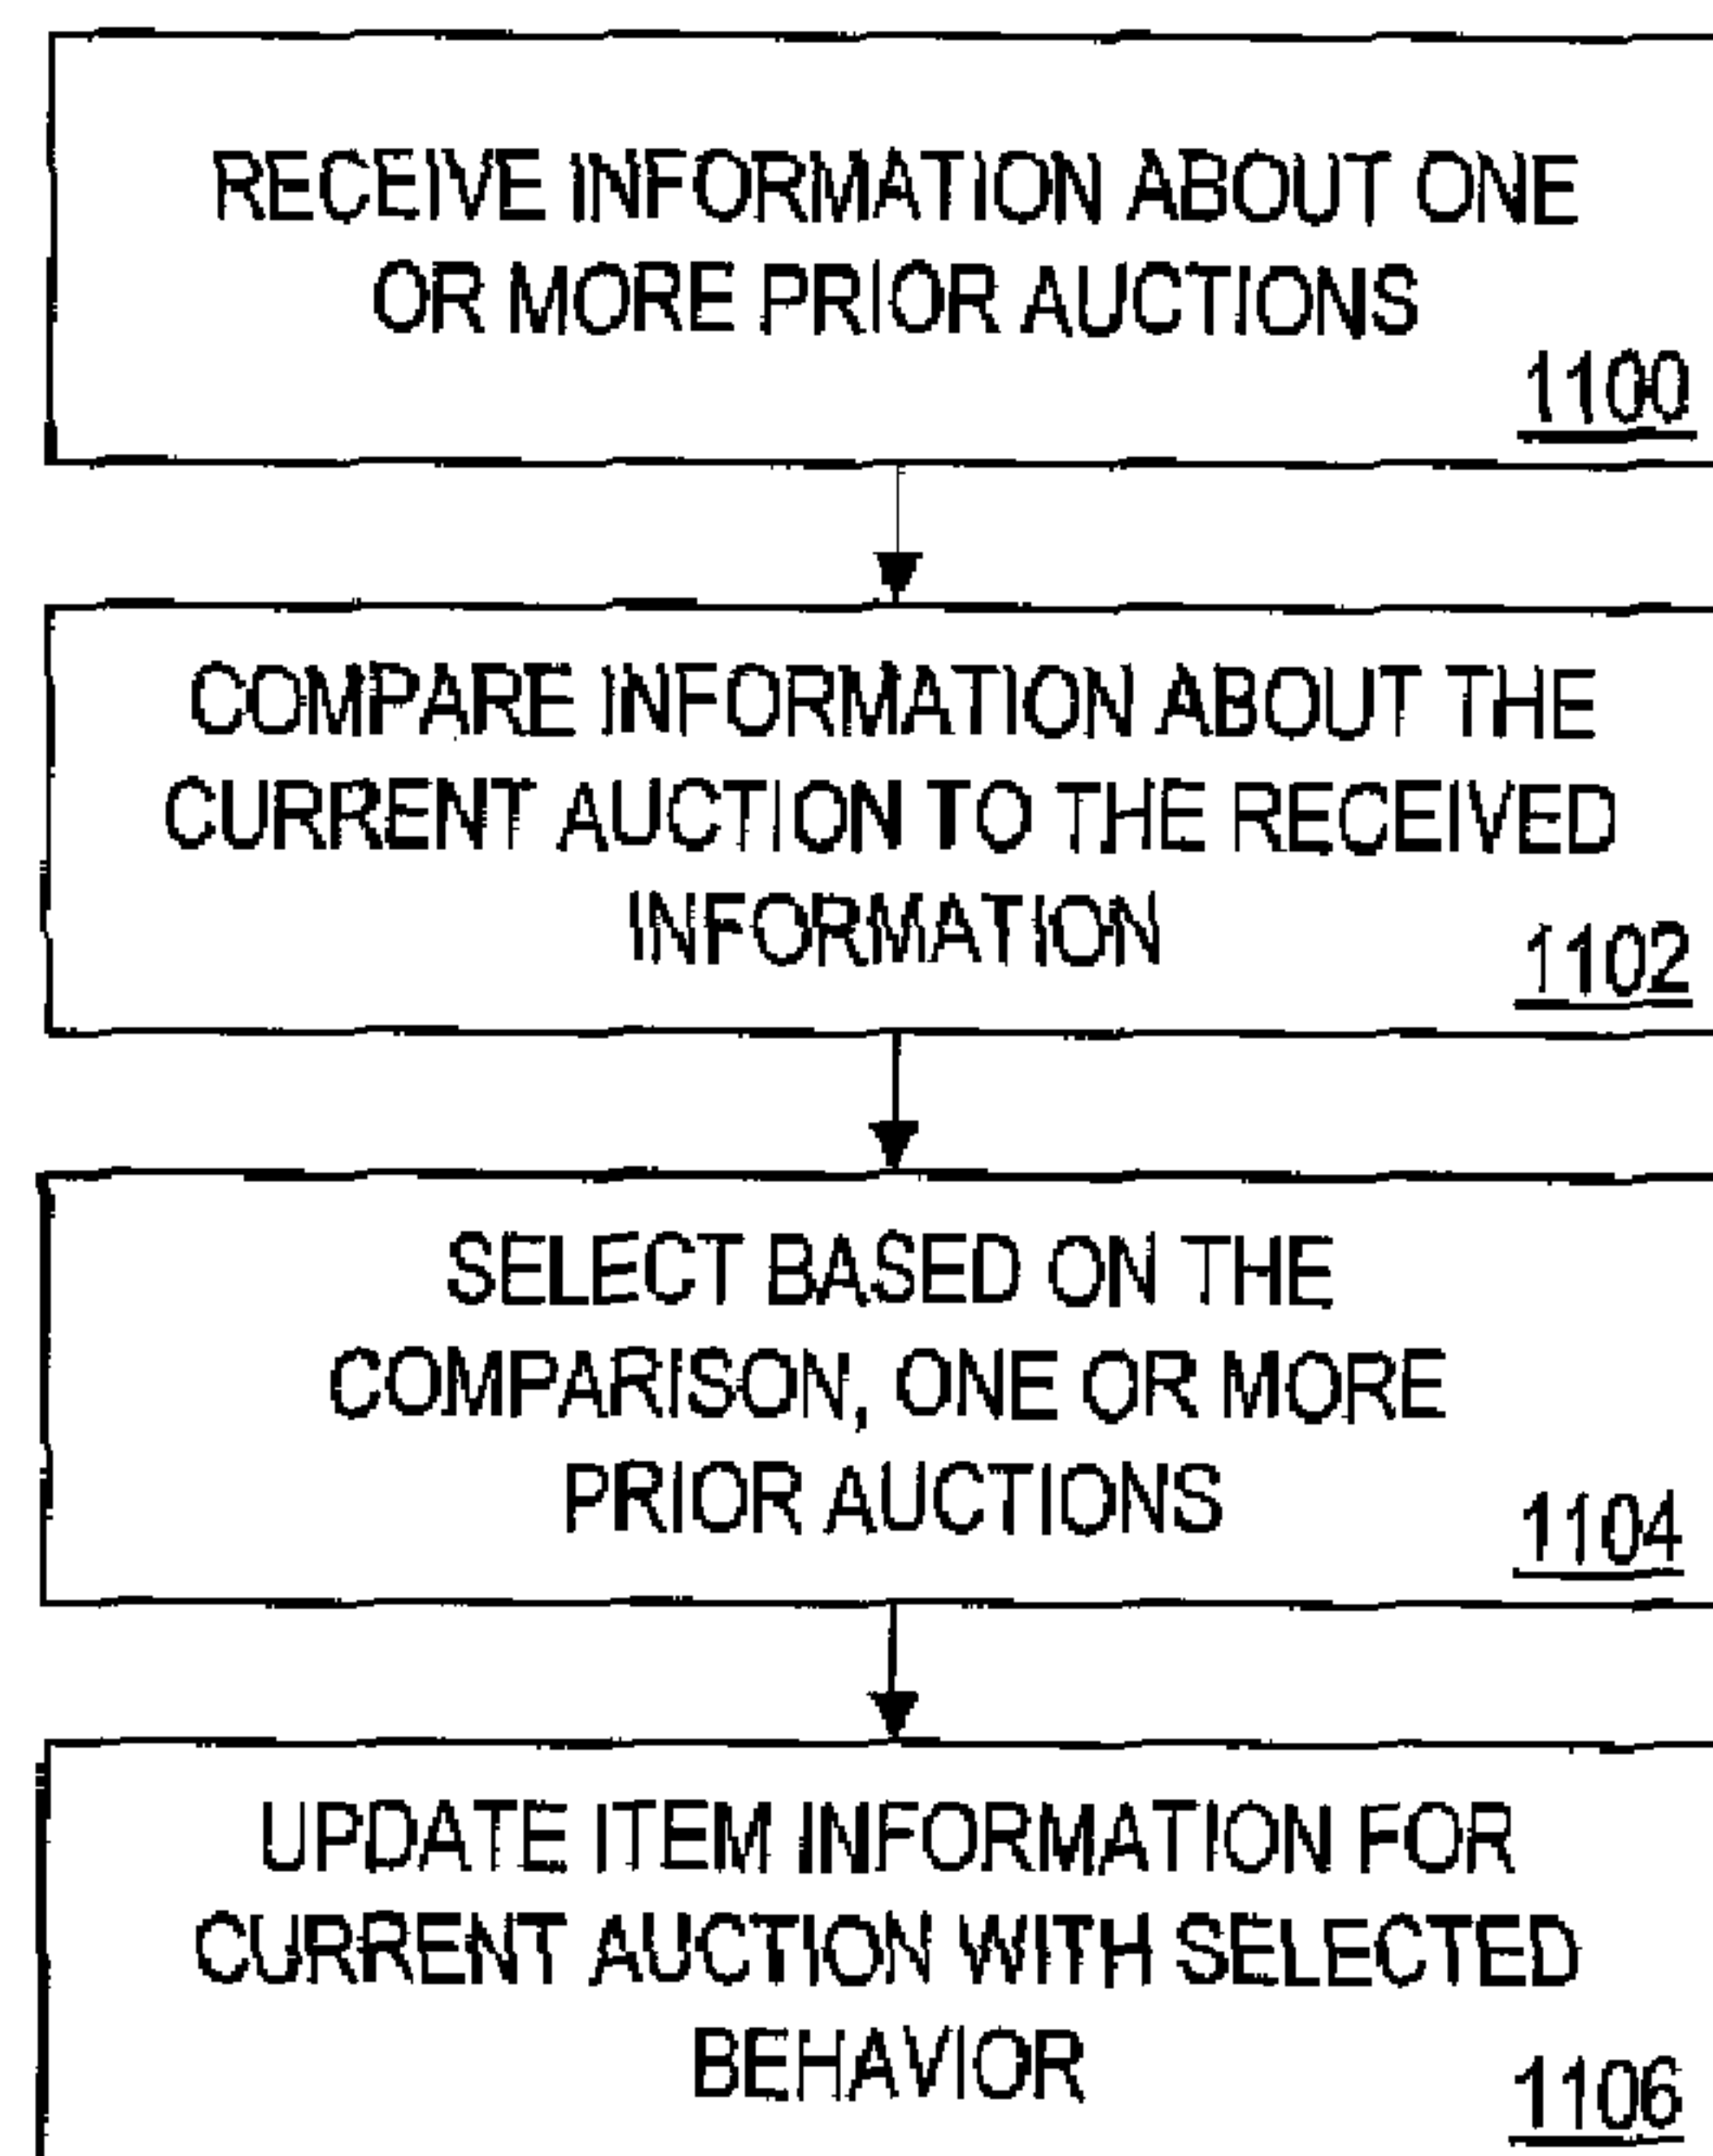 RECEIVE INFORMATION ABOUT ONE
OR MORE PRIOR AUCTIONS
1100
COMPARE INFORMATION ABOUT THE
CURRENT AUCTION TO THE RECEIVED
INFORMATION
1102
SELECT BASED ON THE
COMPARISON, ONE OR MORE
PRIOR AUCTIONS
1104
UPDATE ITEM INFORMATION FOR
CURRENT AUCTION WITH SELECTED
BEHAVIOR
1106